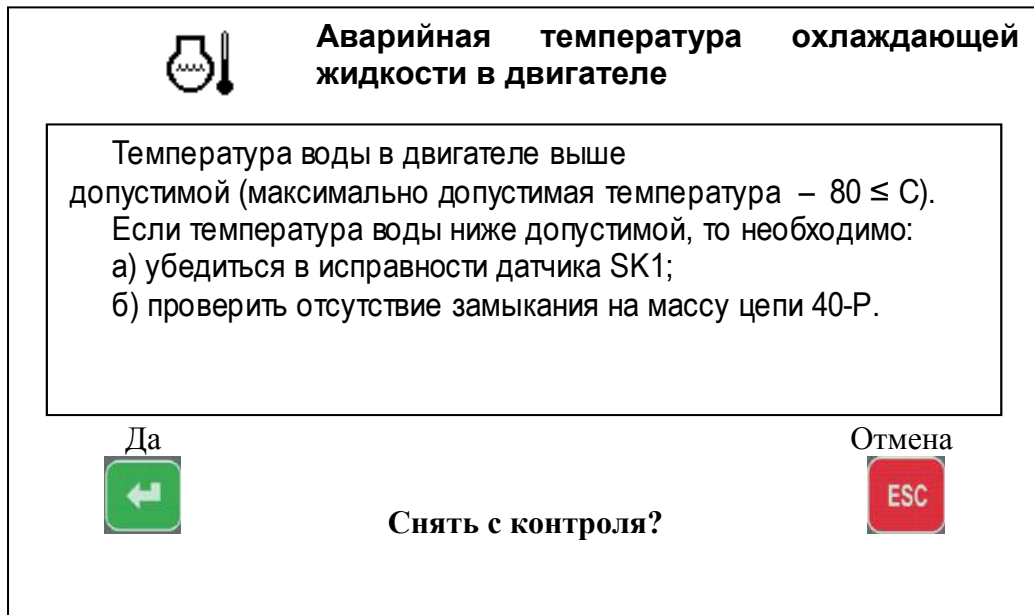 Аварийная температура охлаждающей
жидкости в двигателе
Температура воды в двигателе выше
допустимой (максимально допустимая температура – 80 ≤ С).
Если температура воды ниже допустимой, то необходимо:
а) убедиться в исправности датчика SK1;
б) проверить отсутствие замыкания на массу цепи 40-Р.
Да
Отмена
ESC
Снять с контроля?